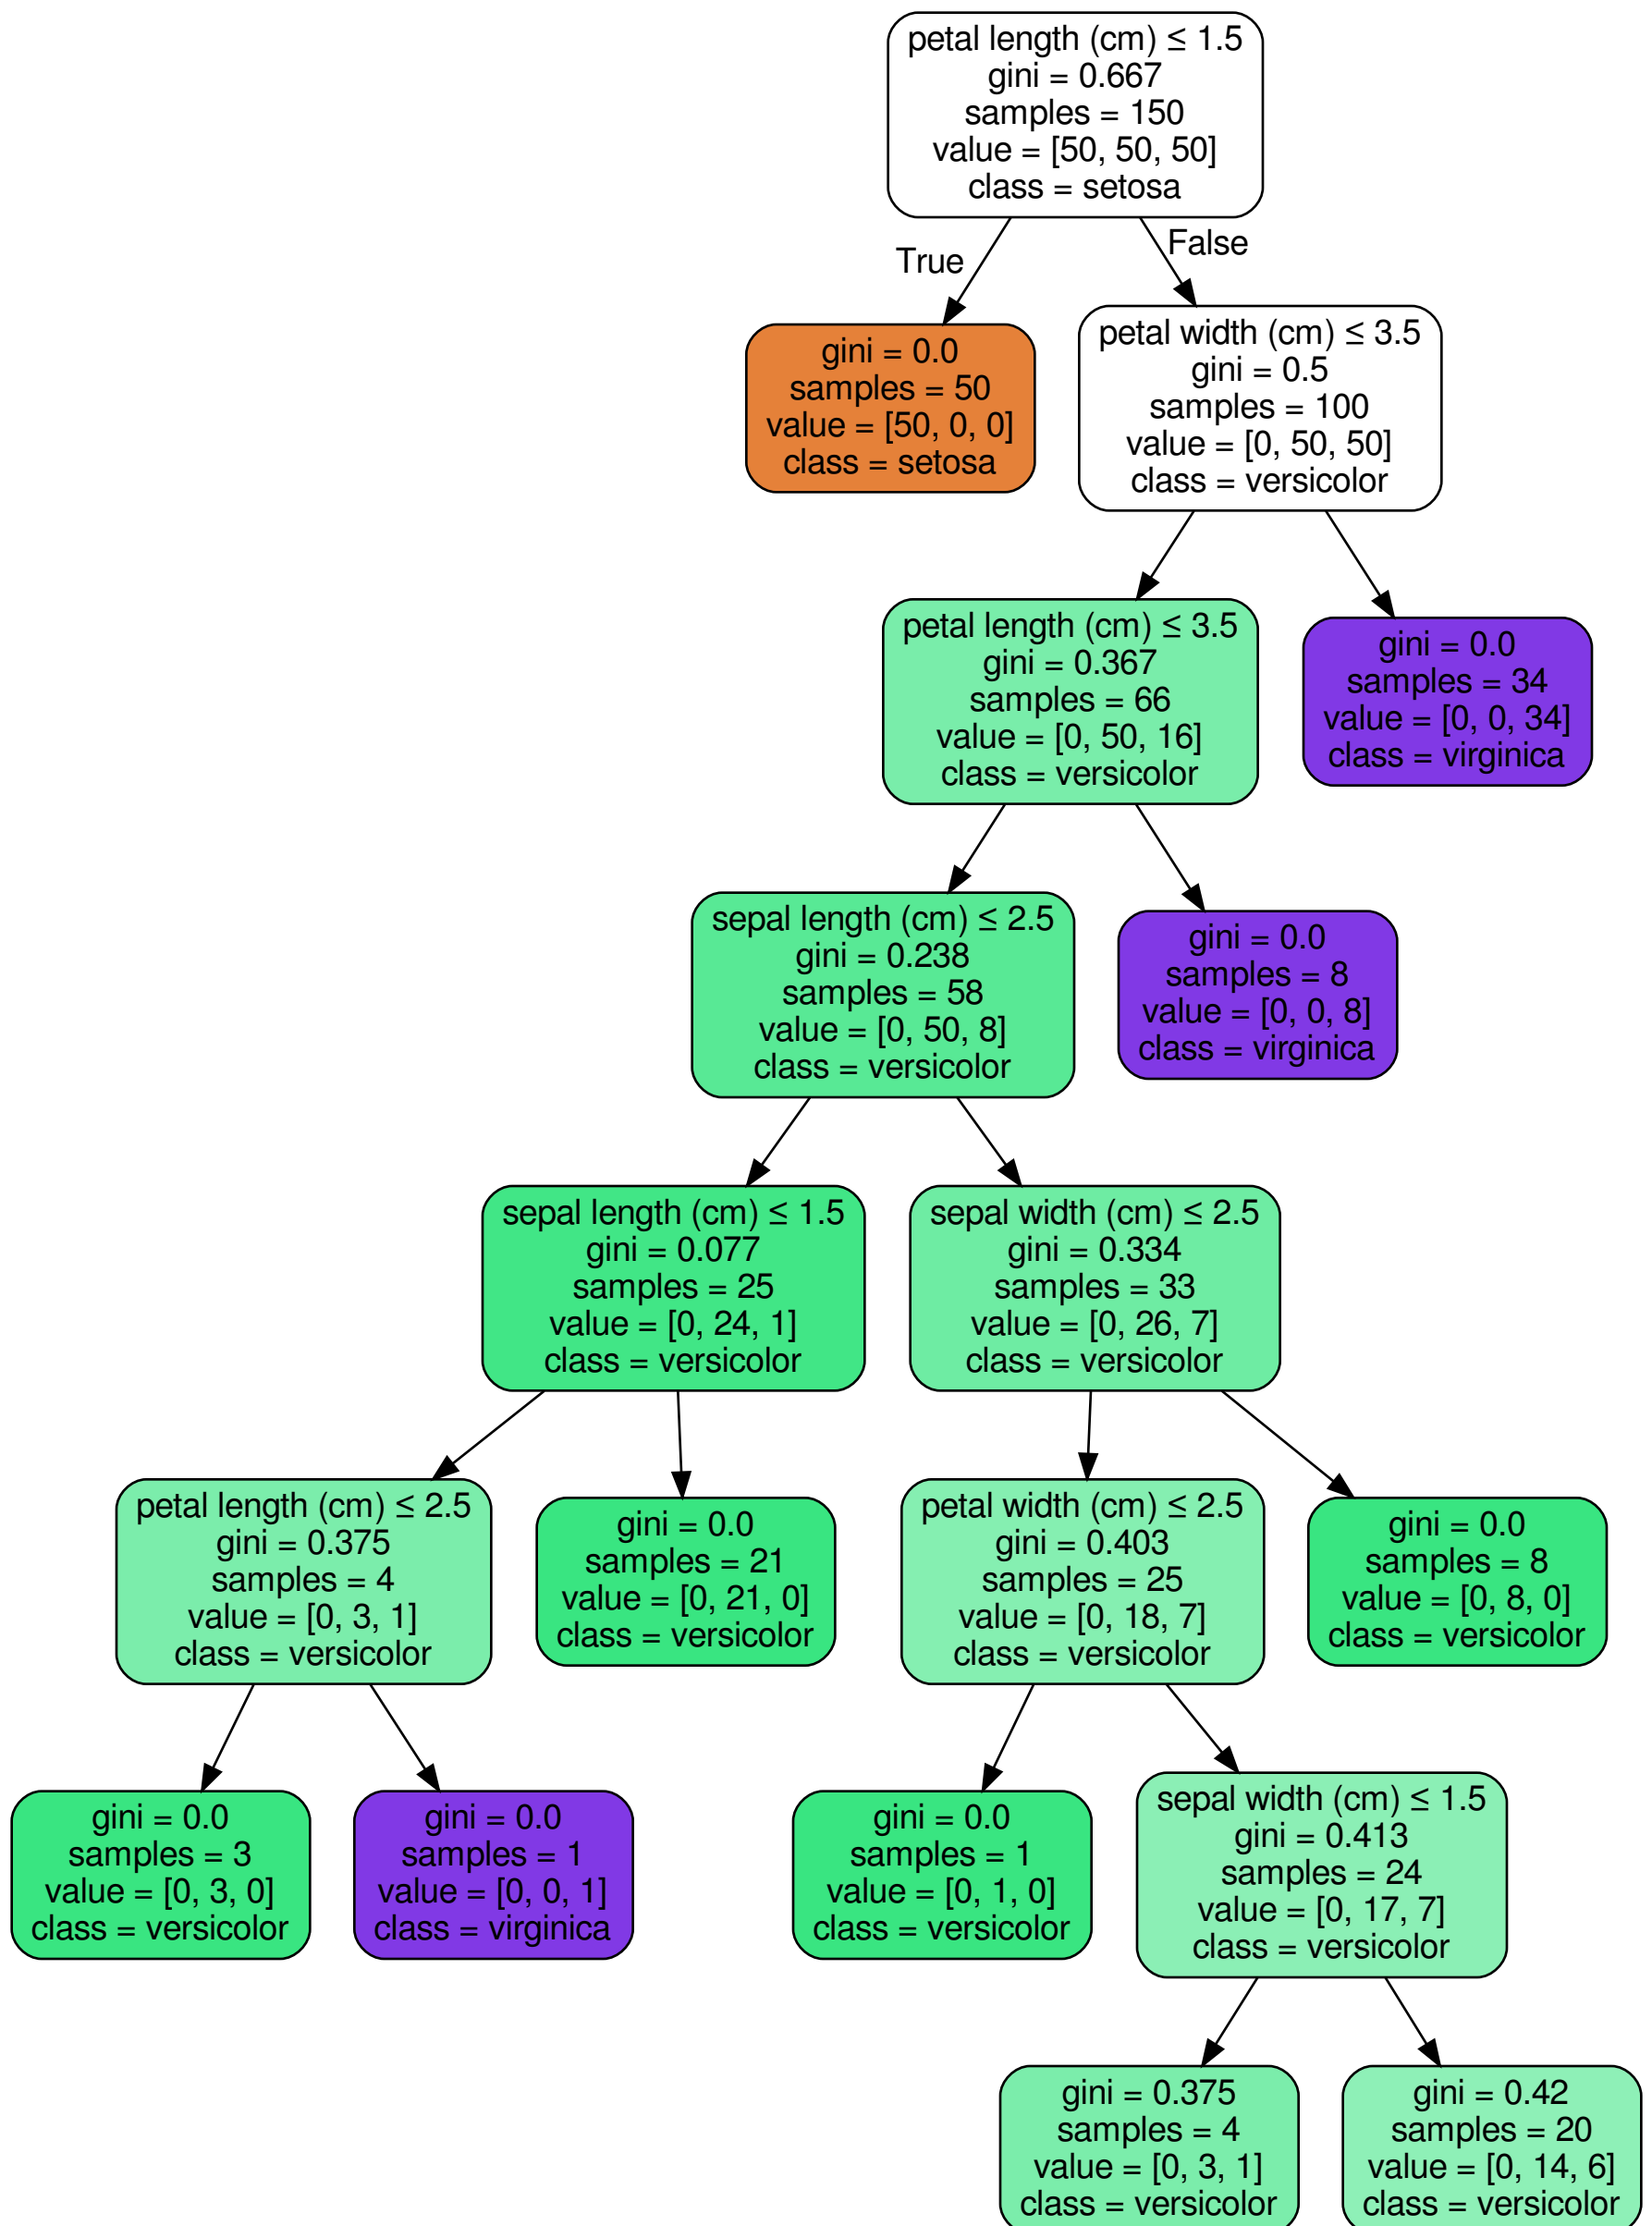 petal length (cm) ≤ 1.5
gini = 0.667
samples = 150
value = [50, 50, 50]
class = setosa
True
False
gini = 0.0
samples = 50
value = [50, 0, 0]
class = setosa
petal width (cm) ≤ 3.5
gini = 0.5
samples = 100
value = [0, 50, 50]
class = versicolor
petal length (cm) ≤ 3.5
gini = 0.367
samples = 66
value = [0, 50, 16]
class = versicolor
gini = 0.0
samples = 34
value = [0, 0, 34]
class = virginica
sepal length (cm) ≤ 2.5
gini = 0.238
samples = 58
value = [0, 50, 8]
class = versicolor
gini = 0.0
samples = 8
value = [0, 0, 8]
class = virginica
sepal length (cm) ≤ 1.5
gini = 0.077
samples = 25
value = [0, 24, 1]
class = versicolor
sepal width (cm) ≤ 2.5
gini = 0.334
samples = 33
value = [0, 26, 7]
class = versicolor
petal length (cm) ≤ 2.5
gini = 0.375
samples = 4
value = [0, 3, 1]
class = versicolor
gini = 0.0
samples = 21
value = [0, 21, 0]
class = versicolor
petal width (cm) ≤ 2.5
gini = 0.403
samples = 25
value = [0, 18, 7]
class = versicolor
gini = 0.0
samples = 8
value = [0, 8, 0]
class = versicolor
gini = 0.0
samples = 3
value = [0, 3, 0]
class = versicolor
gini = 0.0
samples = 1
value = [0, 0, 1]
class = virginica
gini = 0.0
samples = 1
value = [0, 1, 0]
class = versicolor
sepal width (cm) ≤ 1.5
gini = 0.413
samples = 24
value = [0, 17, 7]
class = versicolor
gini = 0.375
samples = 4
value = [0, 3, 1]
class = versicolor
gini = 0.42
samples = 20
value = [0, 14, 6]
class = versicolor